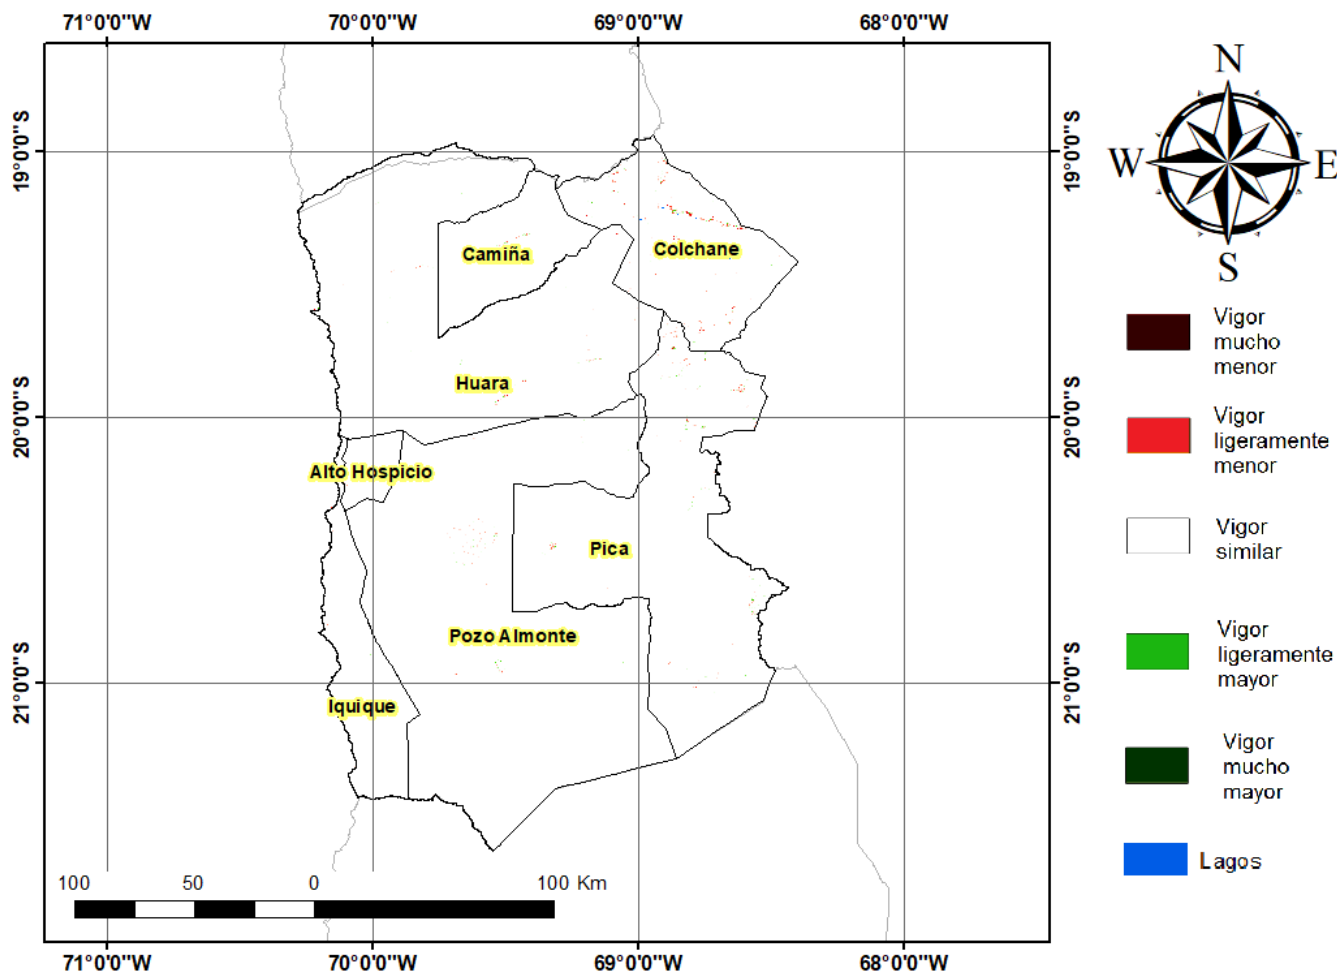 71°0'0"W 70°0'0"W 69°0'0"W 68°0'0"W
N
W E
S
19°0'0"S 19°0'0"S
20°0'0"S 20°0'0"S
21°0'0"S 21°0'0"S
Camiña
Colchane
Huara
Alto Hospicio
Pica
Pozo Almonte
Iquique
Vigor
mucho
menor
Vigor
ligeramente
menor
Vigor
similar
Vigor
ligeramente
mayor
Vigor
mucho
mayor
Lagos
100 50 0 100 Km
71°0'0"W 70°0'0"W 69°0'0"W 68°0'0"W